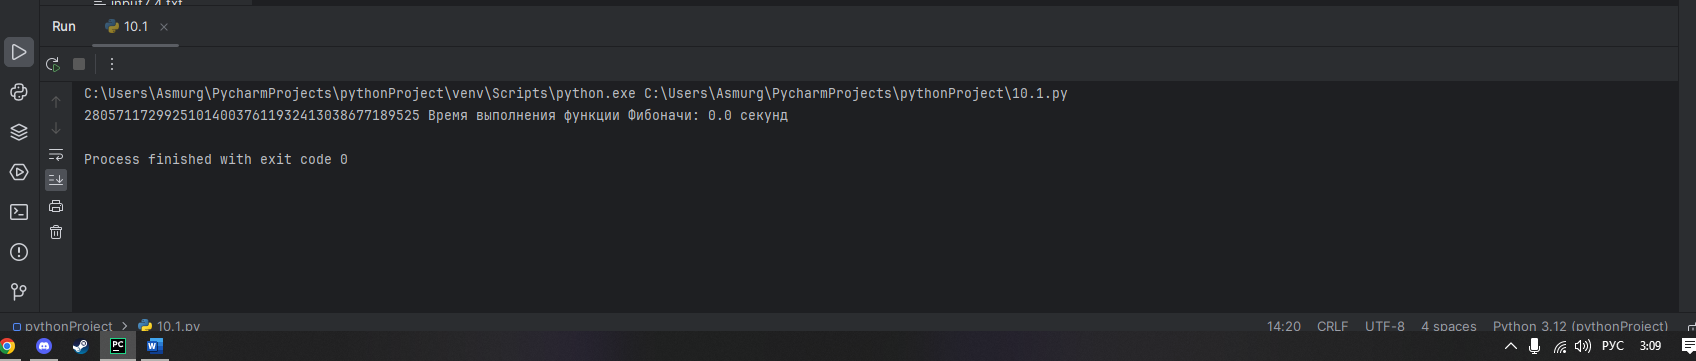 input7.4.txt
Run 10.1
C:\Users\Asmurg\PycharmProjects\pythonProject\venv\Scripts\python.exe C:\Users\Asmurg\PycharmProjects\pythonProject\10.1.py
280571172992510140037611932413038677189525 Время выполнения функции Фибоначи: 0.0 секунд
Process finished with exit code 0
pythonProject > 10.1.py 14:20 CRLF UTF-8 4 spaces Python 3.12 (pythonProject)
PC W РУС 3:09